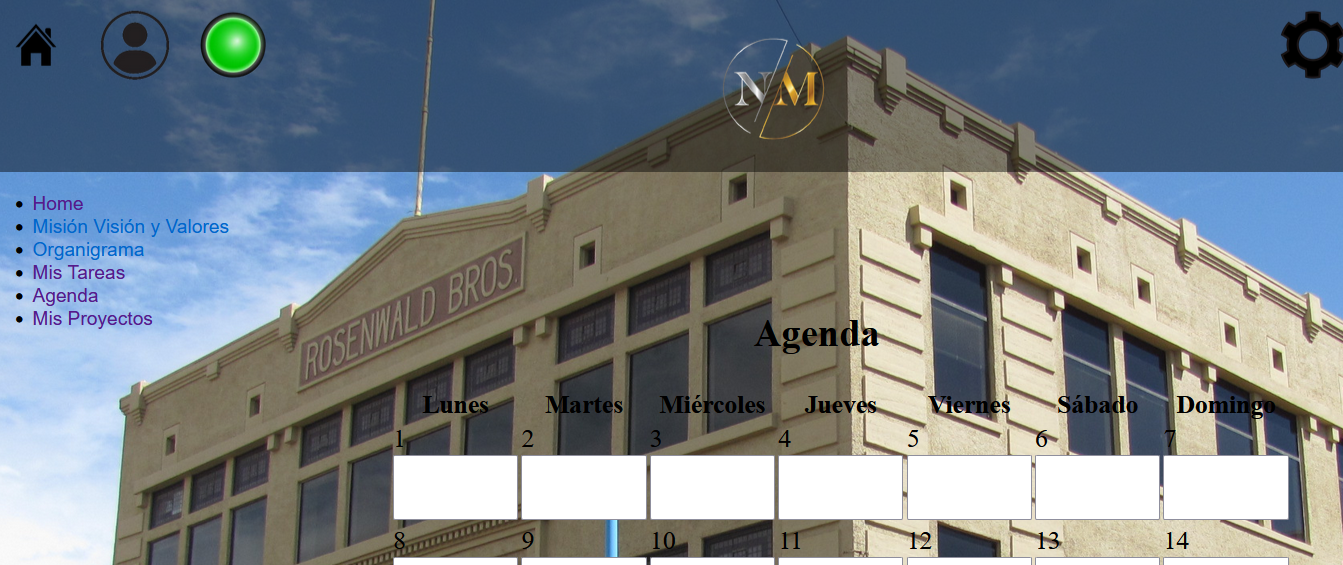 NM
Home
Misión Visión y Valores
Organigrama
Mis Tareas
Agenda
Mis Proyectos
ROSENWALD BROS.
Agenda
Lunes Martes Miércoles Jueves Viernes Sábado Domingo
1 2 3 4 5 6 7
8 9 10 11 12 13 14